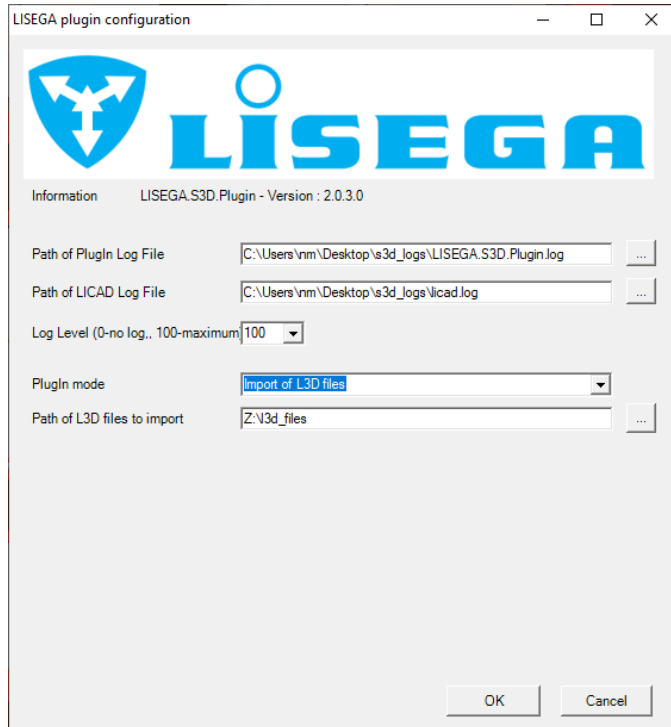 LISEGA plugin configuration
LISEGA
Information LISEGA.S3D.Plugin - Version : 2.0.3.0
Path of PlugIn Log File C:\Users\nm\Desktop\s3d_logs\LISEGA.S3D.Plugin.log ...
Path of LICAD Log File C:\Users\nm\Desktop\s3d_logs\licad.log ...
Log Level (0-no log,, 100-maximum) 100
PlugIn mode Import of L3D files
Path of L3D files to import Z:\l3d_files ...
OK Cancel